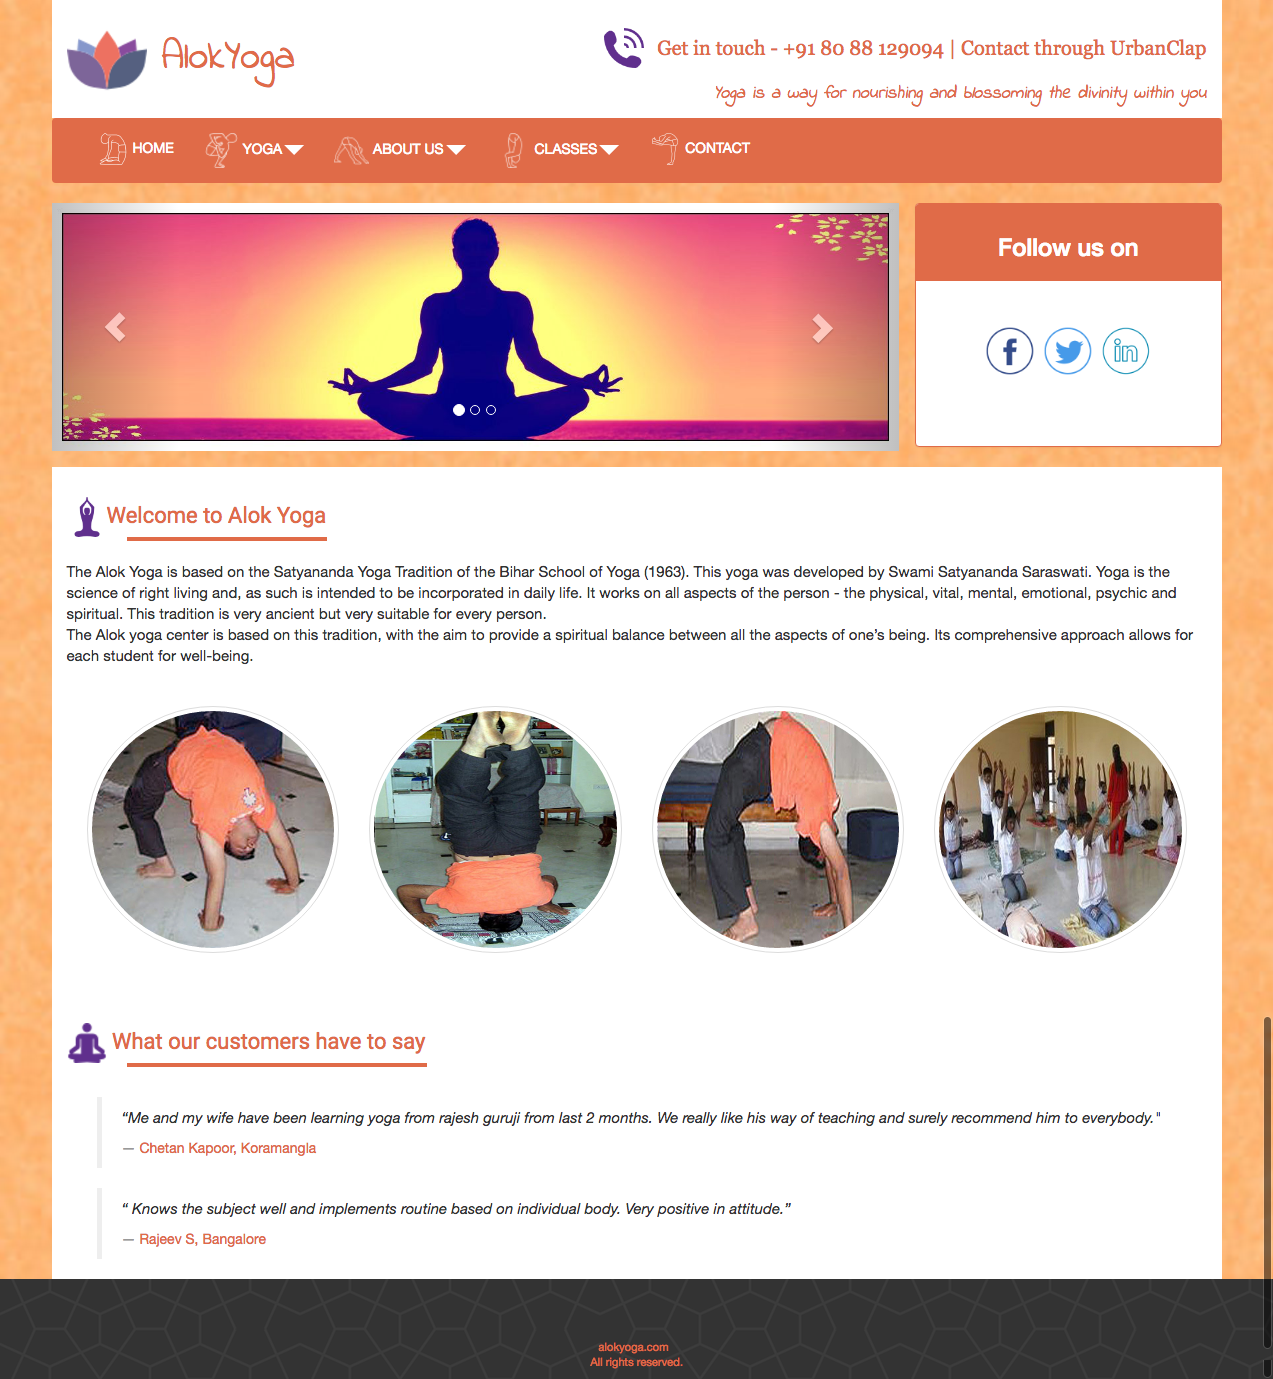 AlokYoga
Get in touch - +91 80 88 129094 | Contact through UrbanClap
Yoga is a way for nourishing and blossoming the divinity within you
HOME YOGA ABOUT US CLASSES CONTACT
Follow us on
f in
Welcome to Alok Yoga
The Alok Yoga is based on the Satyananda Yoga Tradition of the Bihar School of Yoga (1963). This yoga was developed by Swami Satyananda Saraswati. Yoga is the
science of right living and, as such is intended to be incorporated in daily life. It works on all aspects of the person - the physical, vital, mental, emotional, psychic and
spiritual. This tradition is very ancient but very suitable for every person.
The Alok yoga center is based on this tradition, with the aim to provide a spiritual balance between all the aspects of one’s being. Its comprehensive approach allows for
each student for well-being.
What our customers have to say
“Me and my wife have been learning yoga from rajesh guruji from last 2 months. We really like his way of teaching and surely recommend him to everybody."
— Chetan Kapoor, Koramangla
“ Knows the subject well and implements routine based on individual body. Very positive in attitude.”
— Rajeev S, Bangalore
alokyoga.com
All rights reserved.